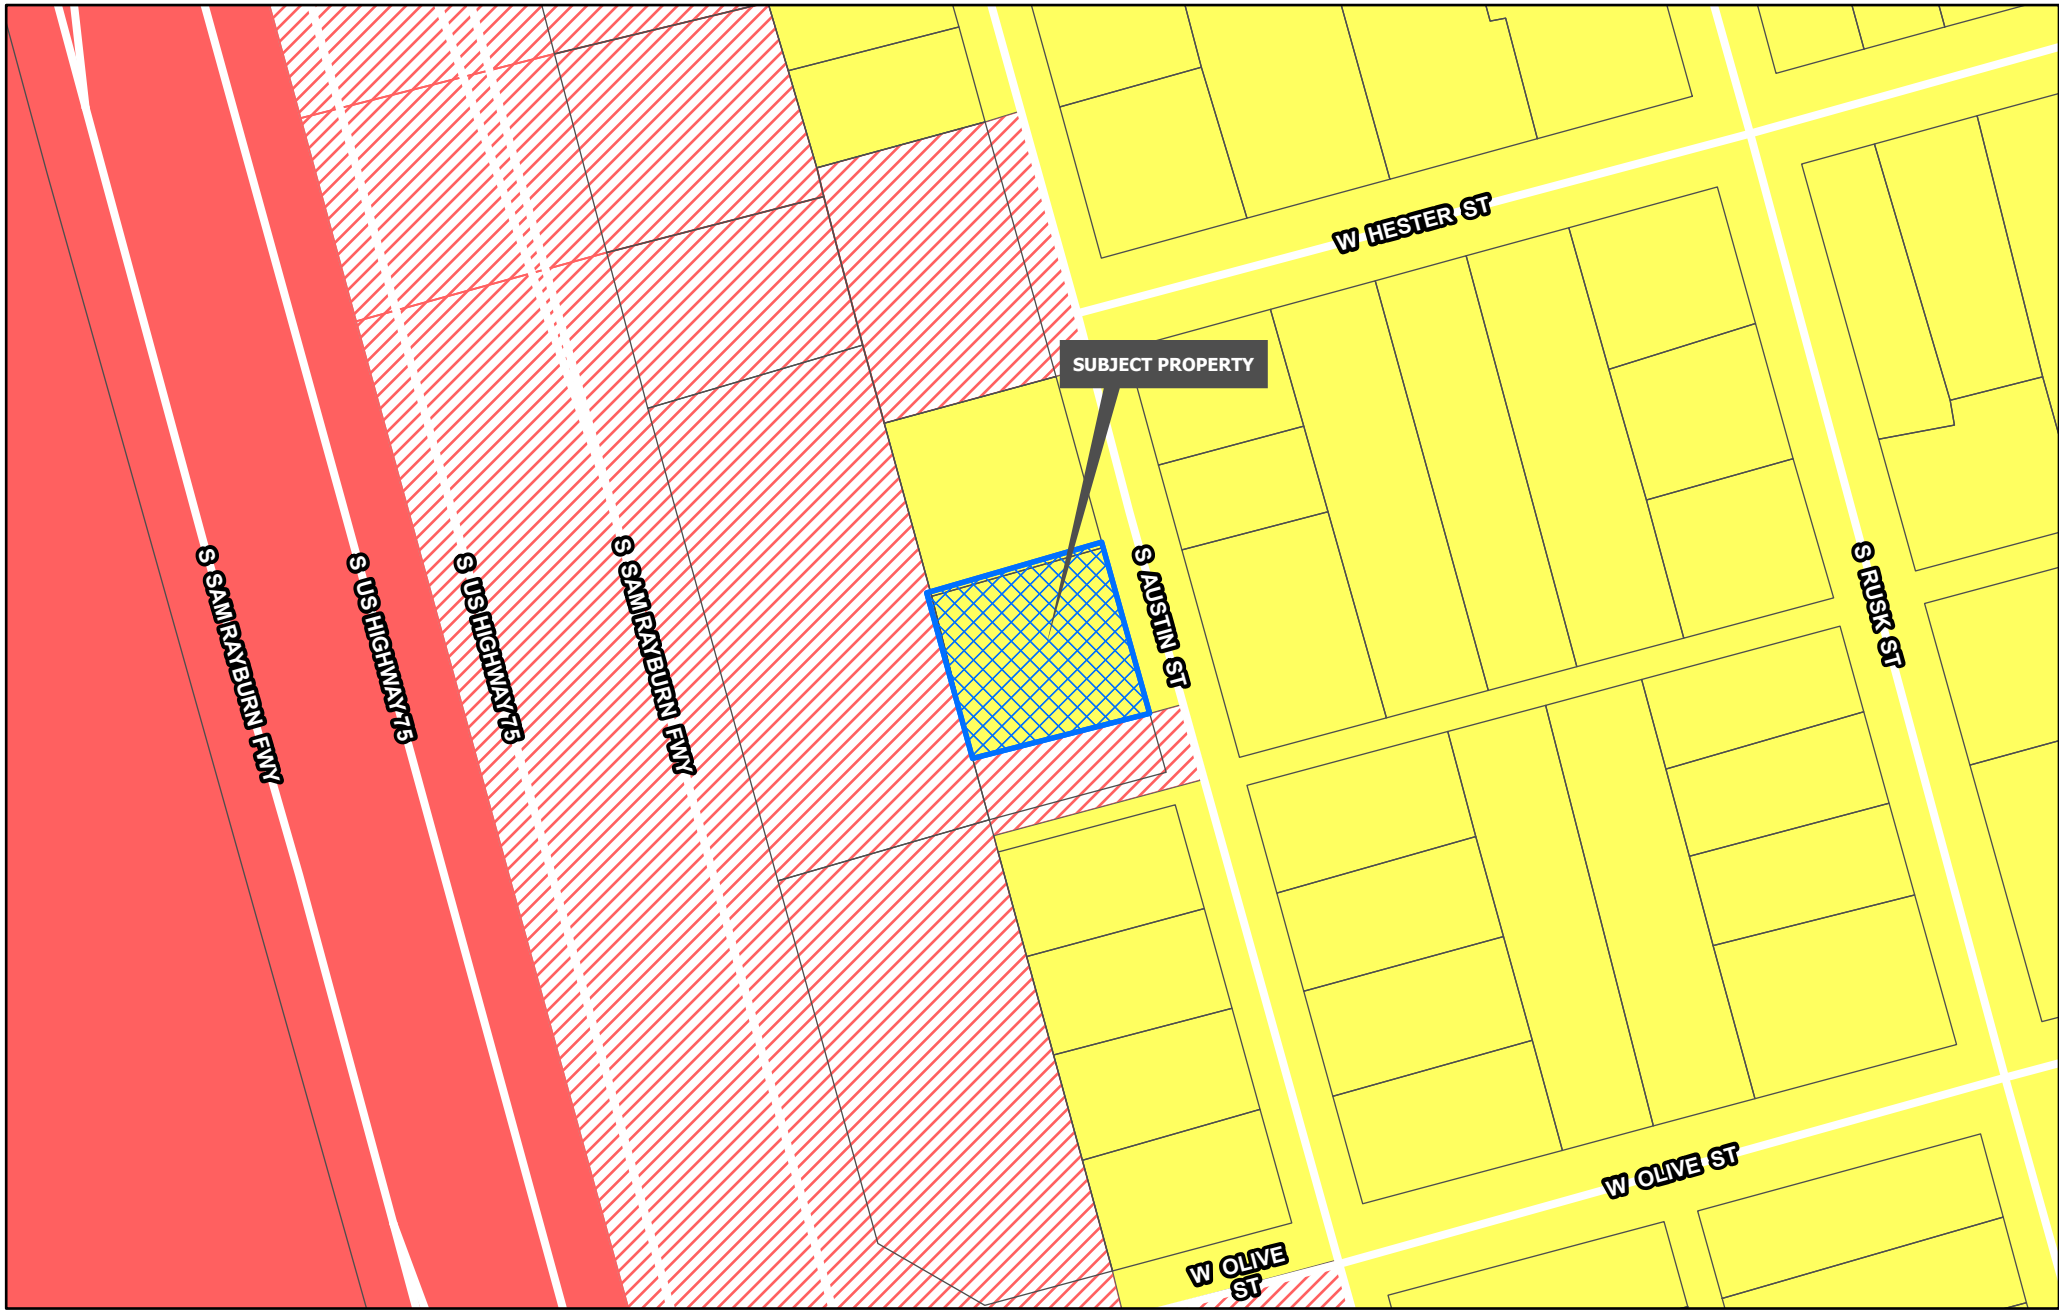 W HESTER ST
SUBJECT PROPERTY
S SAM RAYBURN FWY
S US HIGHWAY 75
S US HIGHWAY 75
S SAM RAYBURN FWY
S AUSTIN ST
S RUSK ST
W OLIVE ST
W OLIVE
ST